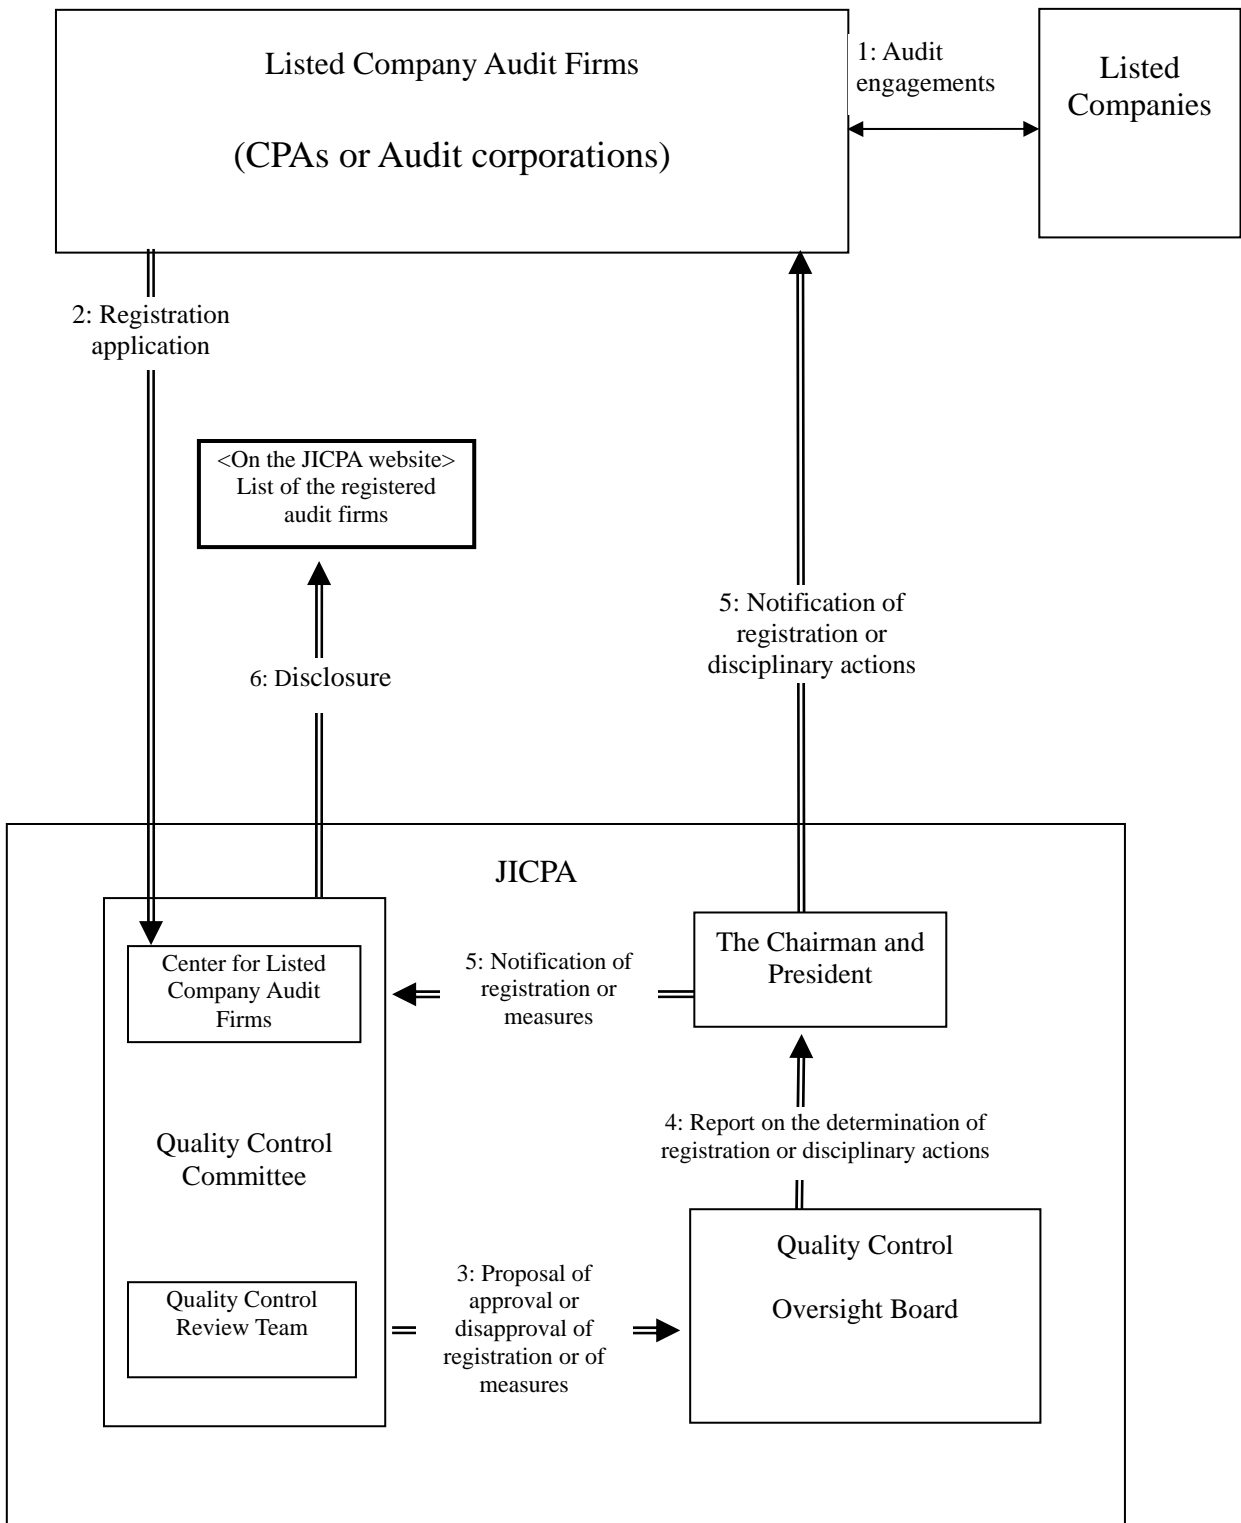 Listed Company Audit Firms
(CPAs or Audit corporations)
1: Audit
engagements
Listed
Companies
2: Registration
application
<On the JICPA website>
List of the registered
audit firms
5: Notification of
registration or
disciplinary actions
6: Disclosure
JICPA
Center for Listed
Company Audit
Firms
5: Notification of
registration or
measures
The Chairman and
President
Quality Control
Committee
4: Report on the determination of
registration or disciplinary actions
Quality Control
Review Team
3: Proposal of
approval or
disapproval of
registration or of
measures
Quality Control
Oversight Board